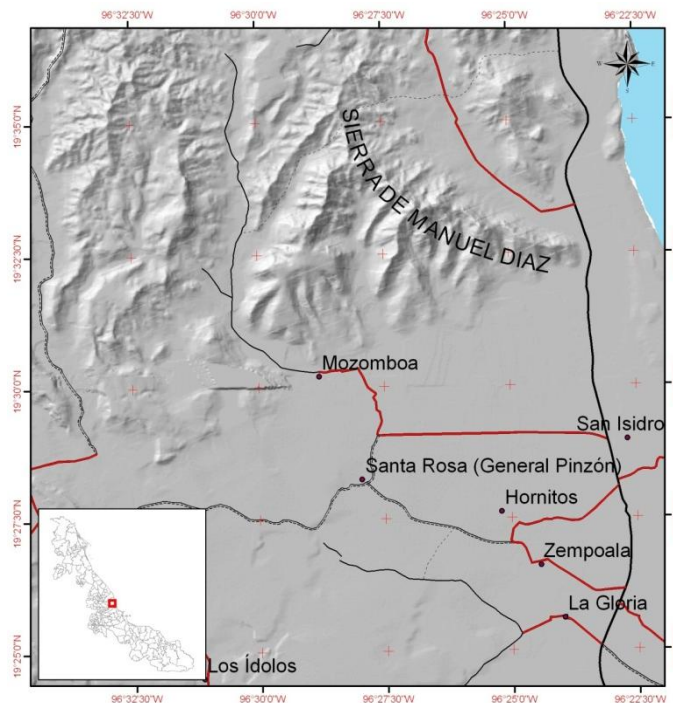 96°32'30"W 96°30'0"W 96°27'30"W 96°25'0"W 96°22'30"W
19°35'0"N
SIERRA DE MANUEL DIAZ
19°32'30"N
Mozomboa
19°30'0"N
San Isidro
Santa Rosa (General Pinzón)
Hornitos
19°27'30"N
Zempoala
La Gloria
19°25'0"N
Los Ídolos
96°32'30"W 96°30'0"W 96°27'30"W 96°25'0"W 96°22'30"W